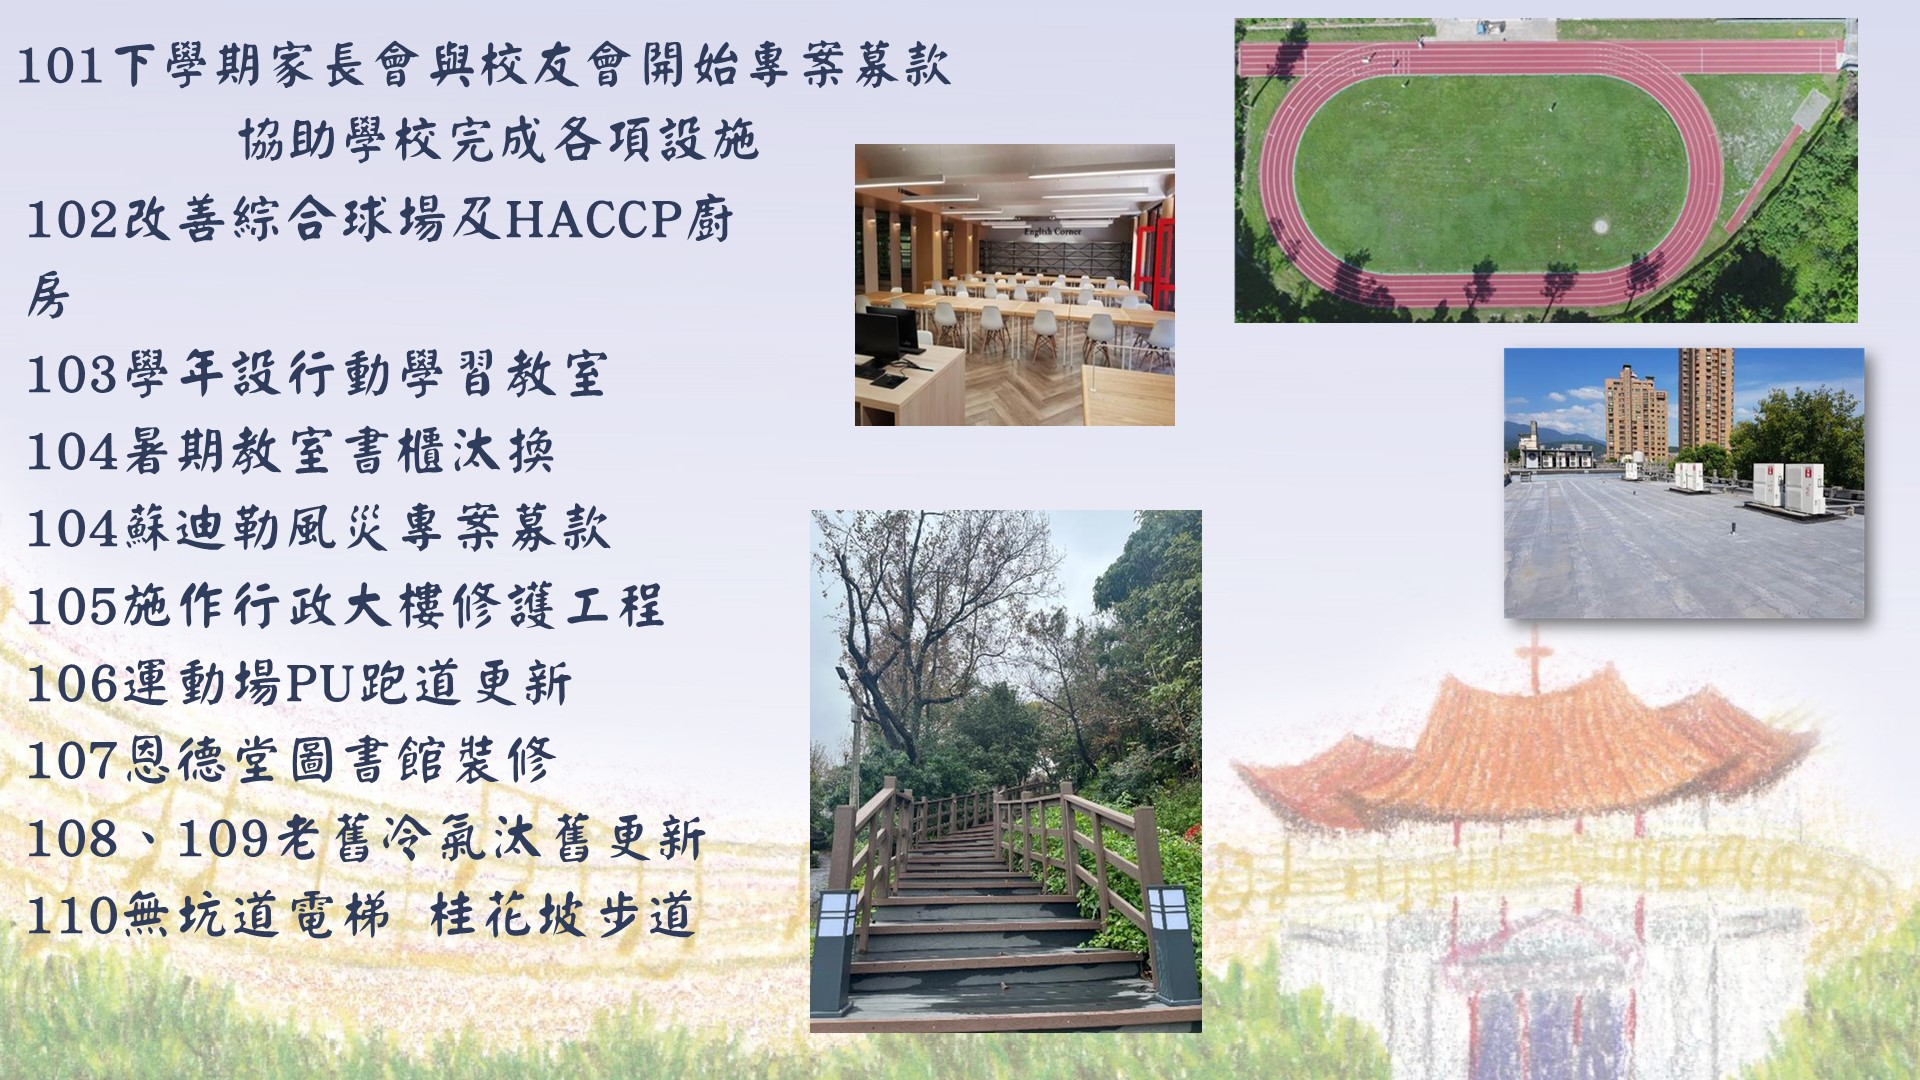 101下學期家長會與校友會開始專案募款
協助學校完成各項設施
102改善綜合球場及HACCP廚
房
103學年設行動學習教室
104暑期教室書櫃汰換
104蘇迪勒風災專案募款
105施作行政大樓修護工程
106運動場PU跑道更新
107恩德堂圖書館裝修
108、109老舊冷氣汰舊更新
110無坑道電梯 桂花坡步道
English Corner